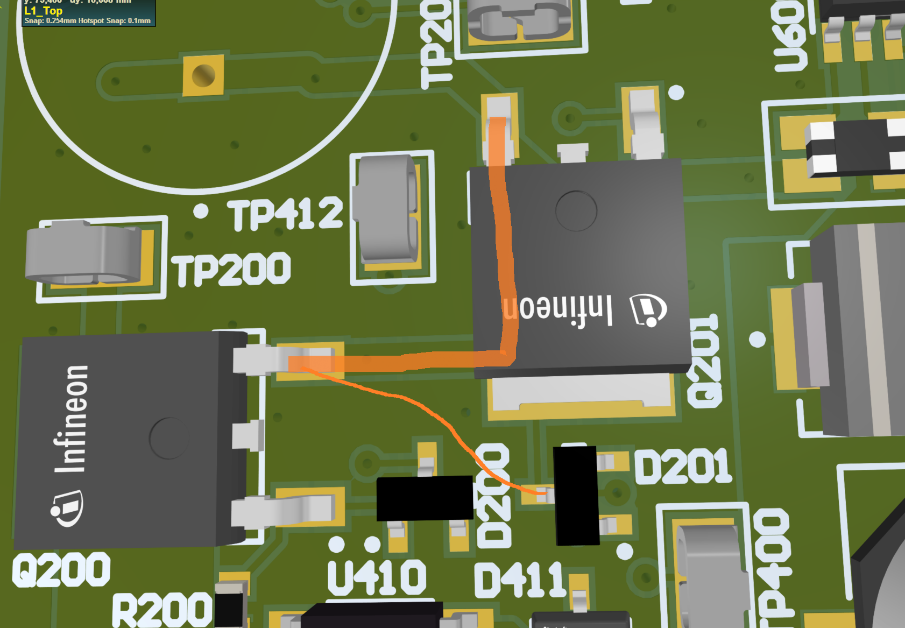 L1_Top
Snap: 0.254mm Hotspot Snap: 0.1mm
TP20
U60
TP412
TP200
Infineon
Q201
Infineon
D200
D201
Q200
U410
D411
TP400
R200